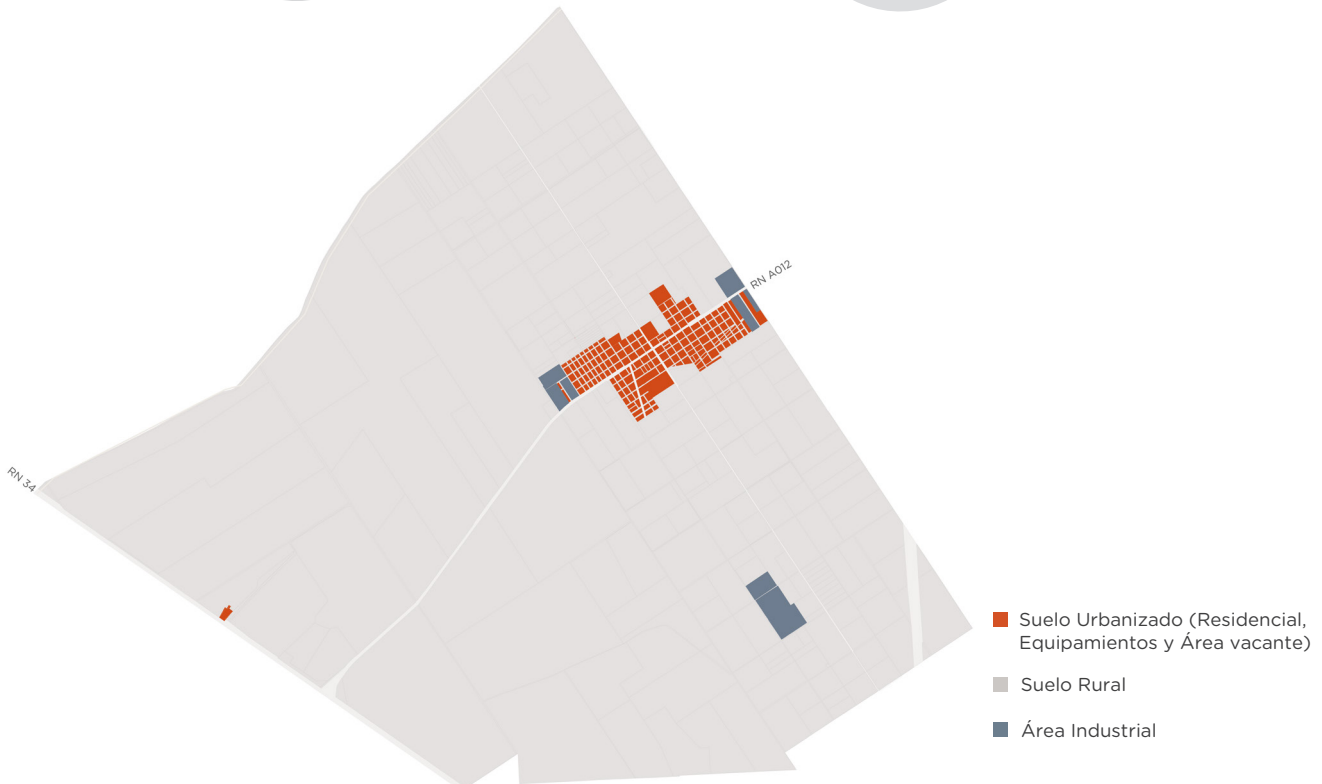 RN A012
RN 34
Suelo Urbanizado (Residencial,
Equipamientos y Área vacante)
Suelo Rural
Área Industrial